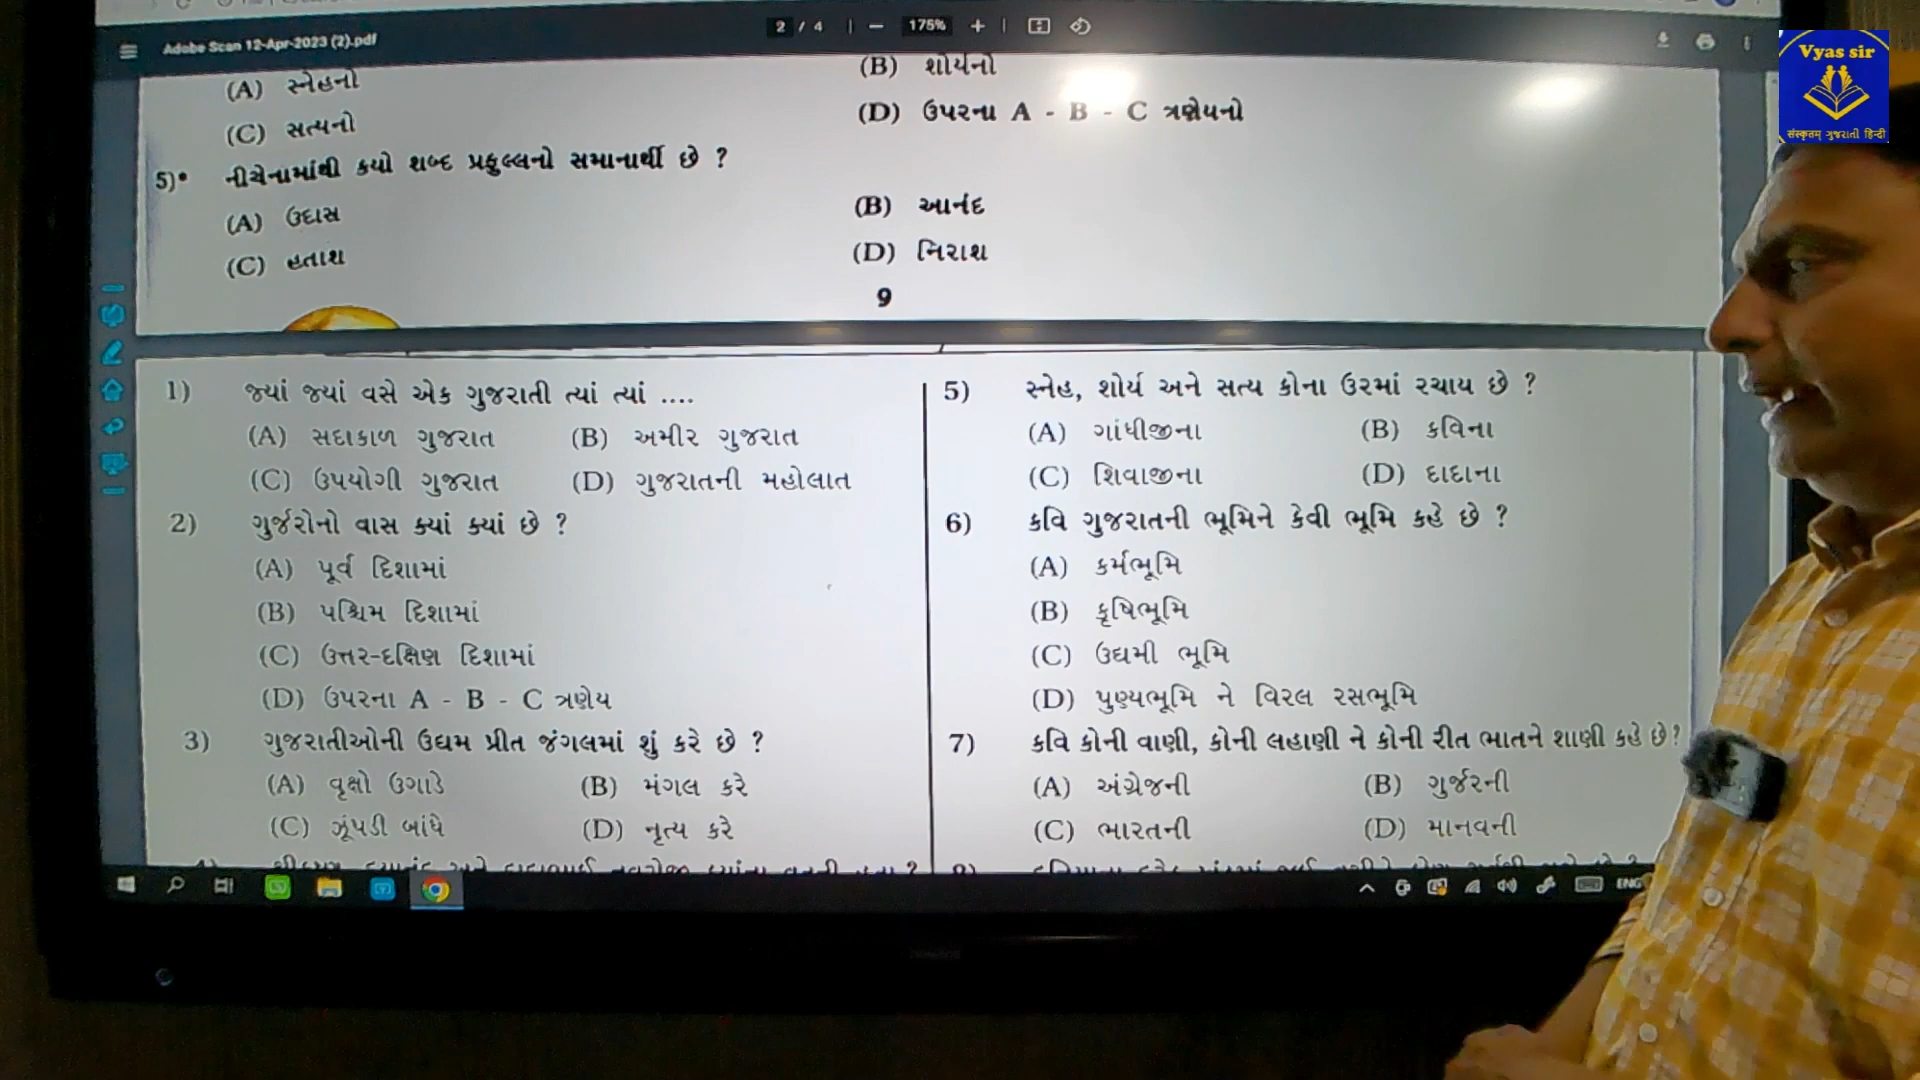 Adobe Scan 12-Apr-2023 (2).pdf
2 / 4 | − 175% + |
Vyas sir
संस्कृतम् ગુજરાતી हिन्दी
(A) સ્નેહનો (B) શૌર્યનો
(C) સત્યનો (D) ઉપરના A - B - C ત્રણેયનો
5)• નીચેનામાંથી કયો શબ્દ પ્રફુલ્લનો સમાનાર્થી છે ?
(A) ઉદાસ (B) આનંદ
(C) હતાશ (D) નિરાશ
9
1) જ્યાં જ્યાં વસે એક ગુજરાતી ત્યાં ત્યાં ....
(A) સદાકાળ ગુજરાત (B) અમીર ગુજરાત
(C) ઉપયોગી ગુજરાત (D) ગુજરાતની મહોલાત
2) ગુર્જરોનો વાસ ક્યાં ક્યાં છે ?
(A) પૂર્વ દિશામાં
(B) પશ્ચિમ દિશામાં
(C) ઉત્તર-દક્ષિણ દિશામાં
(D) ઉપરના A - B - C ત્રણેય
3) ગુજરાતીઓની ઉદ્યમ પ્રીત જંગલમાં શું કરે છે ?
(A) વૃક્ષો ઉગાડે (B) મંગલ કરે
(C) ઝૂંપડી બાંધે (D) નૃત્ય કરે
5) સ્નેહ, શૌર્ય અને સત્ય કોના ઉરમાં રચાય છે ?
(A) ગાંધીજીના (B) કવિના
(C) શિવાજીના (D) દાદાના
6) કવિ ગુજરાતની ભૂમિને કેવી ભૂમિ કહે છે ?
(A) કર્મભૂમિ
(B) કૃષિભૂમિ
(C) ઉદ્યમી ભૂમિ
(D) પુણ્યભૂમિ ને વિરલ રસભૂમિ
7) કવિ કોની વાણી, કોની લહાણી ને કોની રીત ભાતને શાણી કહે છે?
(A) અંગ્રેજની (B) ગુર્જરની
(C) ભારતની (D) માનવની
ENG